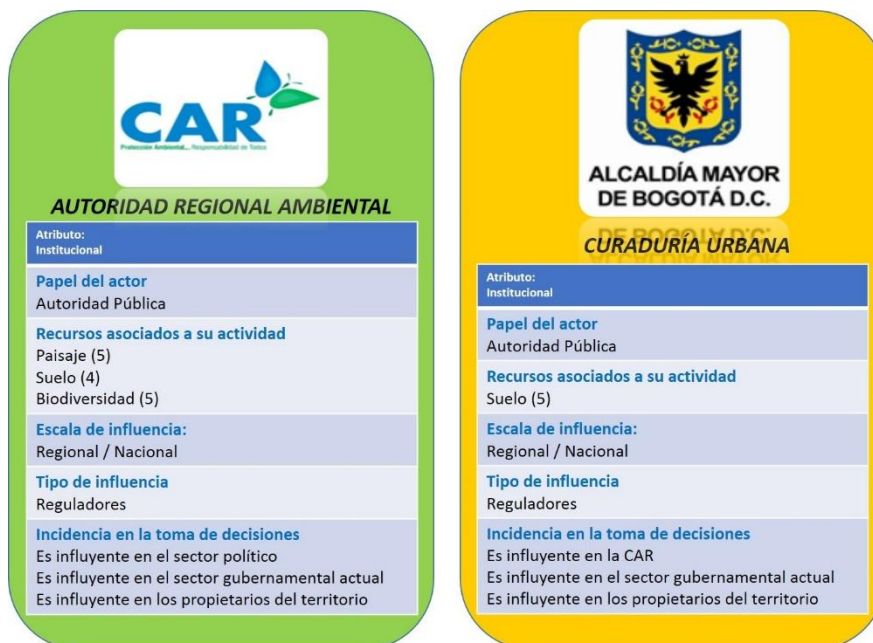 CAR
Protección Ambiental... Responsabilidad de Todos
AUTORIDAD REGIONAL AMBIENTAL
Atributo:
Institucional
Papel del actor
Autoridad Pública
Recursos asociados a su actividad
Paisaje (5)
Suelo (4)
Biodiversidad (5)
Escala de influencia:
Regional / Nacional
Tipo de influencia
Reguladores
Incidencia en la toma de decisiones
Es influyente en el sector político
Es influyente en el sector gubernamental actual
Es influyente en los propietarios del territorio
ALCALDÍA MAYOR
DE BOGOTÁ D.C.
CURADURÍA URBANA
Atributo:
Institucional
Papel del actor
Autoridad Pública
Recursos asociados a su actividad
Suelo (5)
Escala de influencia:
Regional / Nacional
Tipo de influencia
Reguladores
Incidencia en la toma de decisiones
Es influyente en la CAR
Es influyente en el sector gubernamental actual
Es influyente en los propietarios del territorio